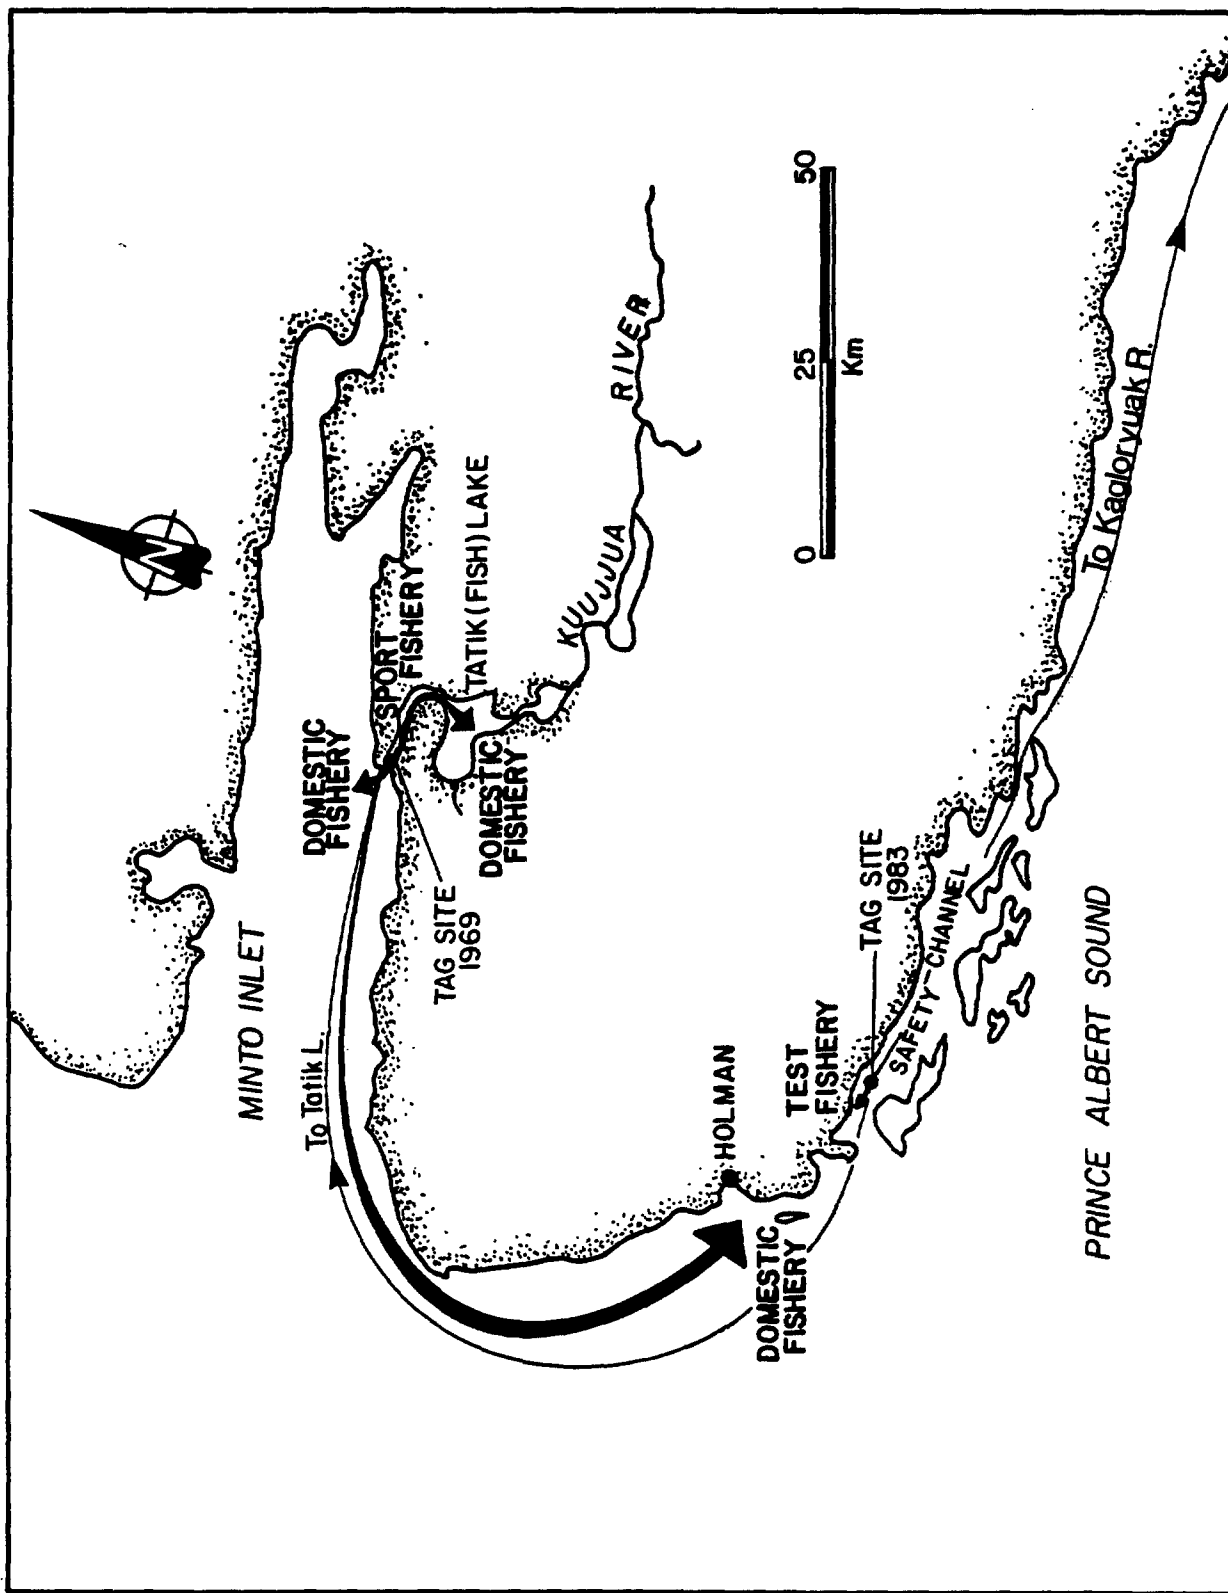 N
MINTO INLET
To Tatik L.
DOMESTIC
FISHERY
SPORT
FISHERY
TATIK (FISH) LAKE
TAG SITE
1969
DOMESTIC
FISHERY
KUUJJUA
RIVER
HOLMAN
0
25
50
Km
DOMESTIC
FISHERY
TEST
FISHERY
TAG SITE
1983
SAFETY-CHANNEL
To Kagloryuak R.
PRINCE ALBERT SOUND